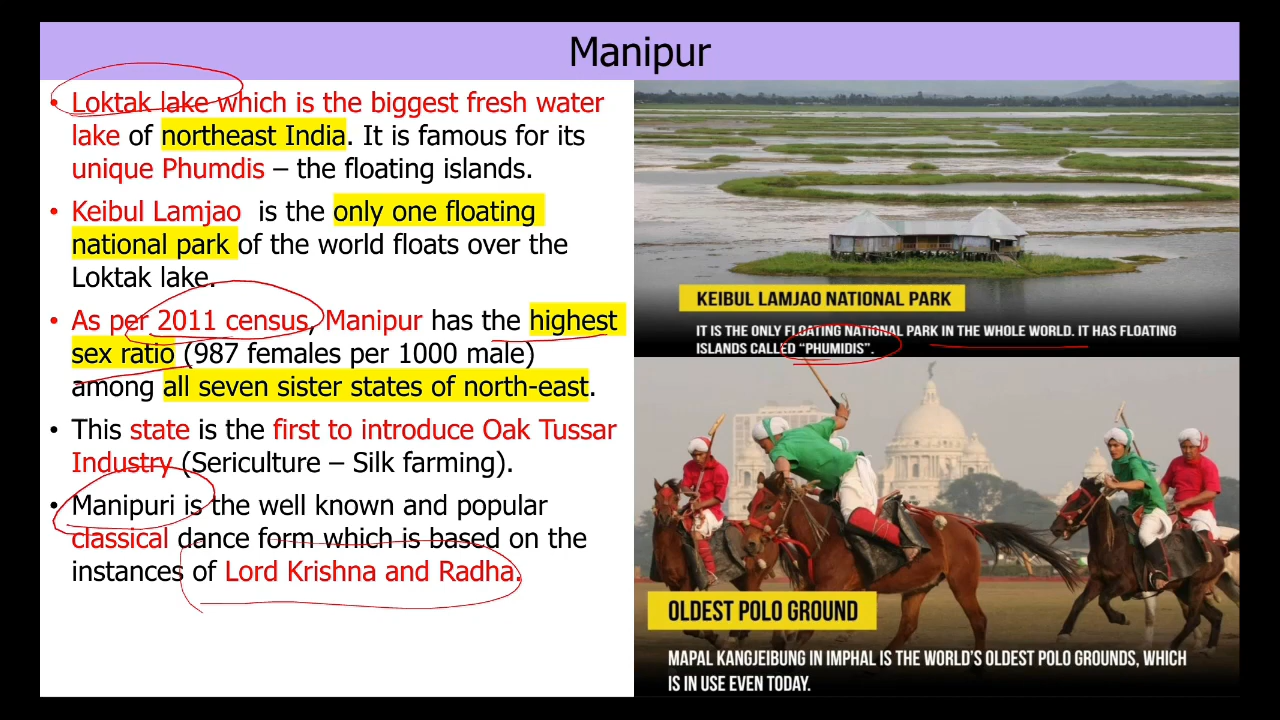 Manipur
• Loktak lake which is the biggest fresh water
lake of northeast India. It is famous for its
unique Phumdis – the floating islands.
• Keibul Lamjao is the only one floating
national park of the world floats over the
Loktak lake.
• As per 2011 census, Manipur has the highest
sex ratio (987 females per 1000 male)
among all seven sister states of north-east.
• This state is the first to introduce Oak Tussar
Industry (Sericulture – Silk farming).
• Manipuri is the well known and popular
classical dance form which is based on the
instances of Lord Krishna and Radha.
KEIBUL LAMJAO NATIONAL PARK
IT IS THE ONLY FLOATING NATIONAL PARK IN THE WHOLE WORLD. IT HAS FLOATING
ISLANDS CALLED “PHUMIDIS”.
OLDEST POLO GROUND
MAPAL KANGJEIBUNG IN IMPHAL IS THE WORLD'S OLDEST POLO GROUNDS, WHICH
IS IN USE EVEN TODAY.